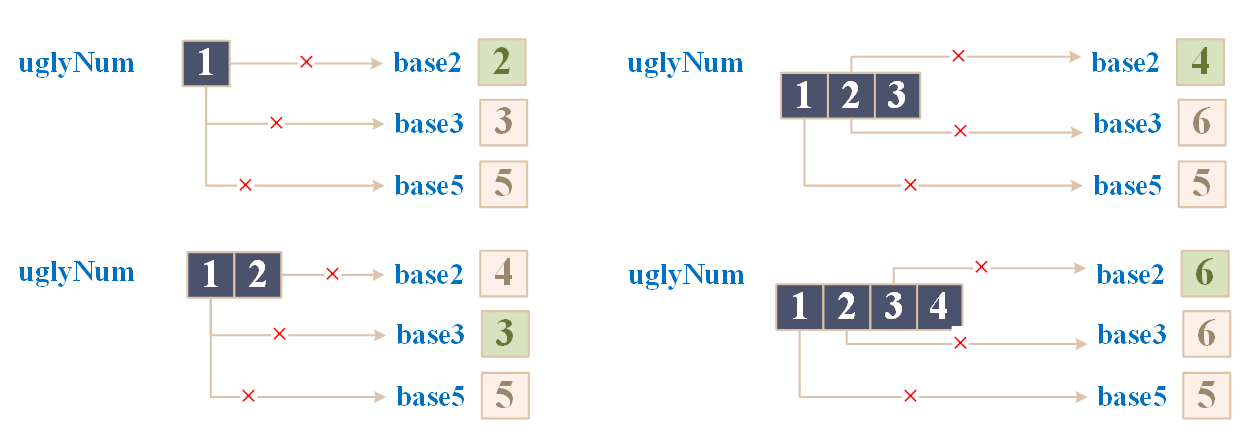 uglyNum 1 × base2 2
× base3 3
× base5 5
uglyNum 1 2 3 × base2 4
× base3 6
× base5 5
uglyNum 1 2 × base2 4
× base3 3
× base5 5
uglyNum 1 2 3 4 × base2 6
× base3 6
× base5 5